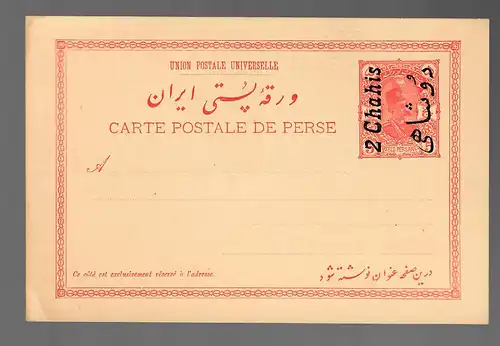 UNION POSTALE UNIVERSELLE
ورقهٔ پستی ایران
CARTE POSTALE DE PERSE
2 Chahis
دوشاهی
A
Ce côté est exclusivement réservé à l'adresse.
درین صفحه عنوان نوشته شود